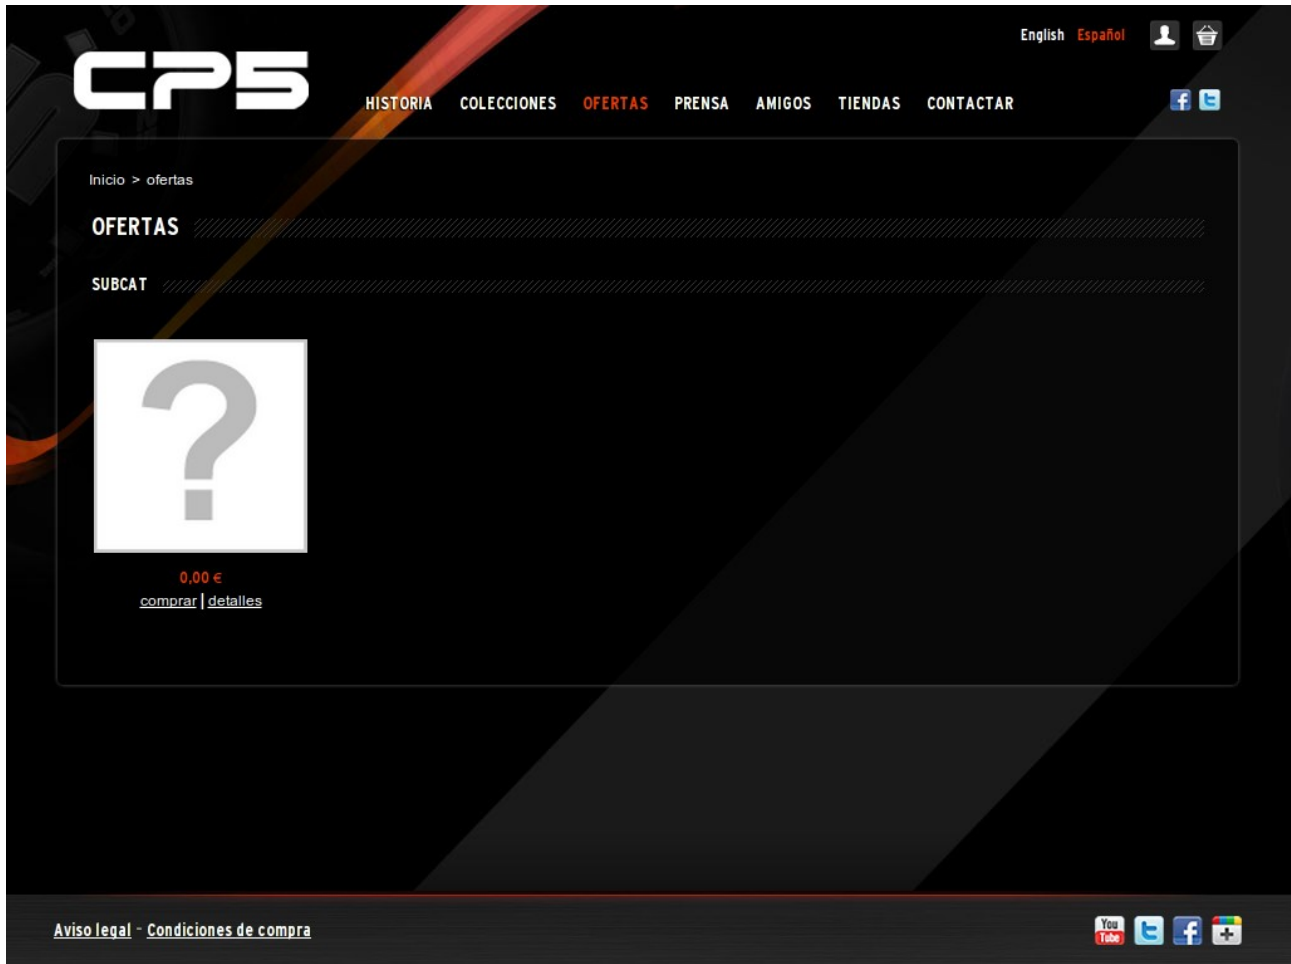 English Español
CP5
HISTORIA COLECCIONES OFERTAS PRENSA AMIGOS TIENDAS CONTACTAR
Inicio > ofertas
OFERTAS
SUBCAT
?
0,00 €
comprar | detalles
Aviso legal - Condiciones de compra
You Tube